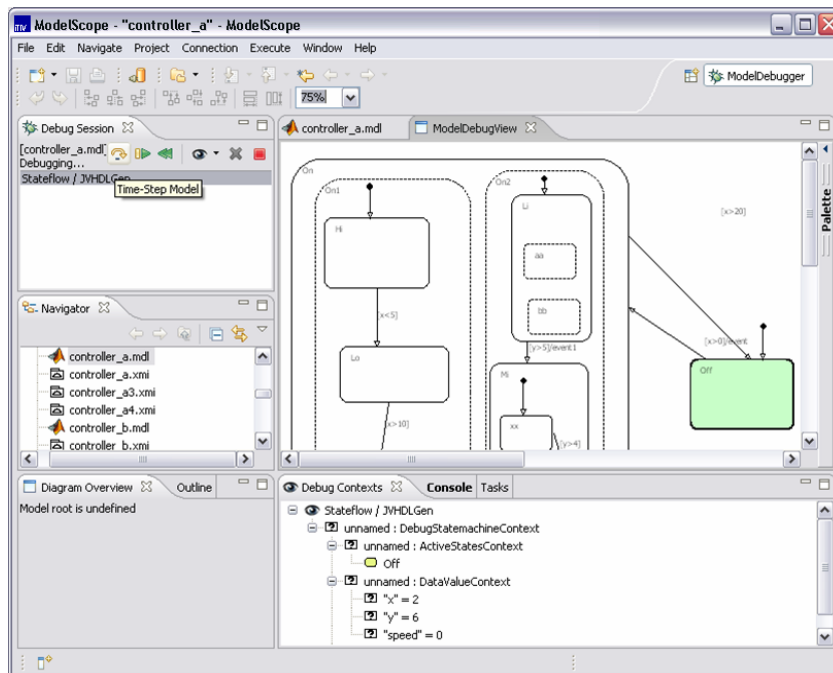 ITIV ModelScope - "controller_a" - ModelScope
File Edit Navigate Project Connection Execute Window Help
75%
ModelDebugger
Debug Session
[controller_a.mdl]
Debugging...
Stateflow / JVHDLGen
Time-Step Model
controller_a.mdl
ModelDebugView
On
On1
Hi
[x<5]
Lo
[x>10]
On2
Li
aa
bb
[y>5]/event1
Mi
xx
[y>4]
[x>20]
[x>0]/event
Off
Palette
Navigator
controller_a.mdl
controller_a.xmi
controller_a3.xmi
controller_a4.xmi
controller_b.mdl
controller_b.xmi
Diagram Overview
Outline
Model root is undefined
Debug Contexts
Console
Tasks
Stateflow / JVHDLGen
unnamed : DebugStatemachineContext
unnamed : ActiveStatesContext
Off
unnamed : DataValueContext
"x" = 2
"y" = 6
"speed" = 0